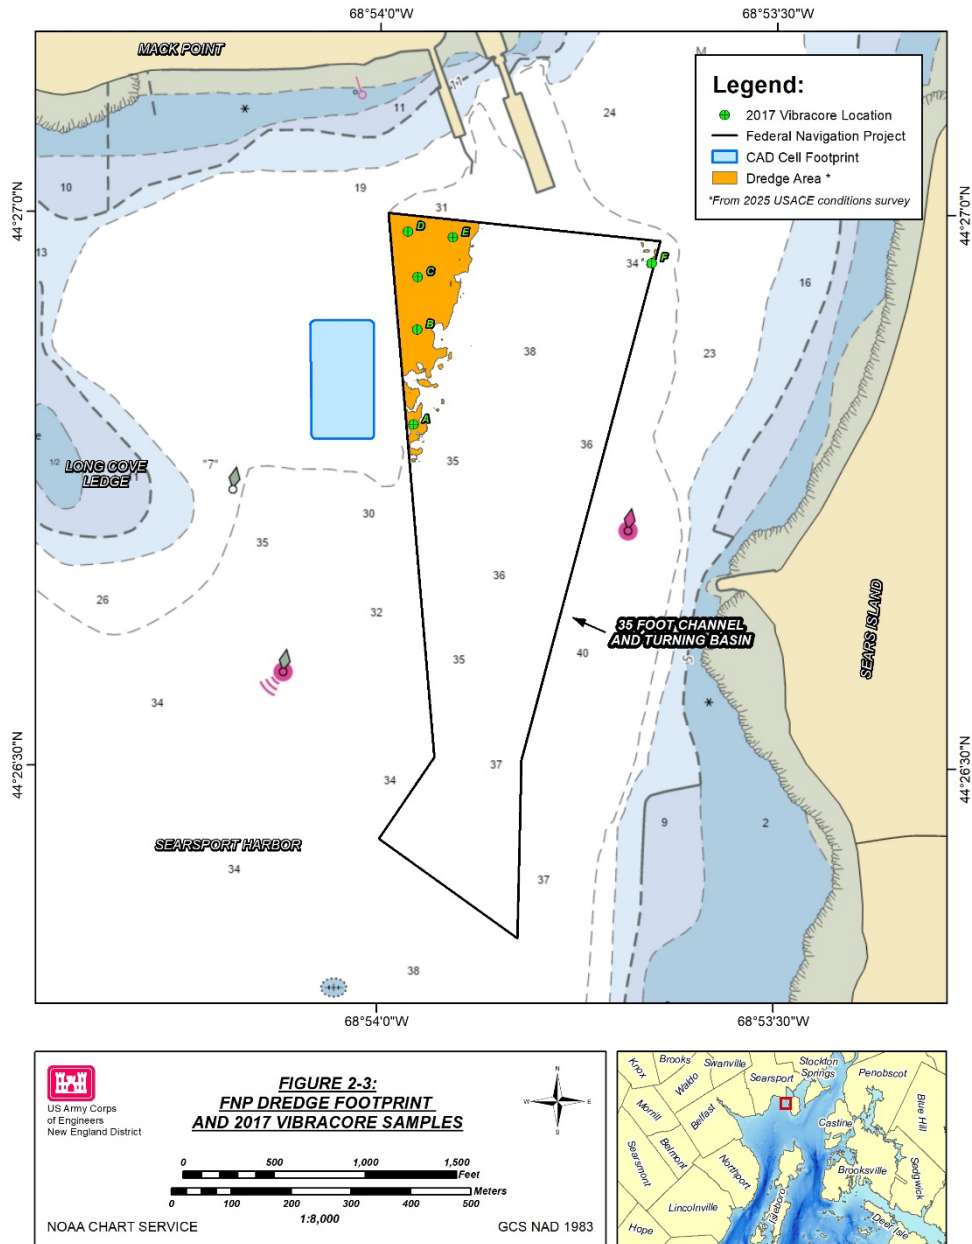 68°54'0"W
68°53'30"W
MACK POINT
M
Legend:
2017 Vibracore Location
Federal Navigation Project
CAD Cell Footprint
Dredge Area *
*From 2025 USACE conditions survey
11
11
24
10
19
31
44°27'0"N
44°27'0"N
D
E
F
34
13
C
16
B
38
23
A
36
35
LONG COVE
LEDGE
1/2
"7"
30
35
36
26
32
35 FOOT CHANNEL
AND TURNING BASIN
SEARS ISLAND
35
40
34
37
34
44°26'30"N
44°26'30"N
9
2
SEARSPORT HARBOR
34
37
38
68°54'0"W
68°53'30"W
US Army Corps
of Engineers
New England District
FIGURE 2-3:
FNP DREDGE FOOTPRINT
AND 2017 VIBRACORE SAMPLES
N
W
E
S
0 500 1,000 1,500
Feet
Meters
0 100 200 300 400 500
1:8,000
NOAA CHART SERVICE
GCS NAD 1983
Knox
Brooks
Swanville
Stockton
Springs
Waldo
Searsport
Penobscot
Morrill
Belfast
Blue Hill
Castine
Searsmont
Belmont
Northport
Brooksville
Sedgwick
Lincolnville
Isleboro
Deer Isle
Hope